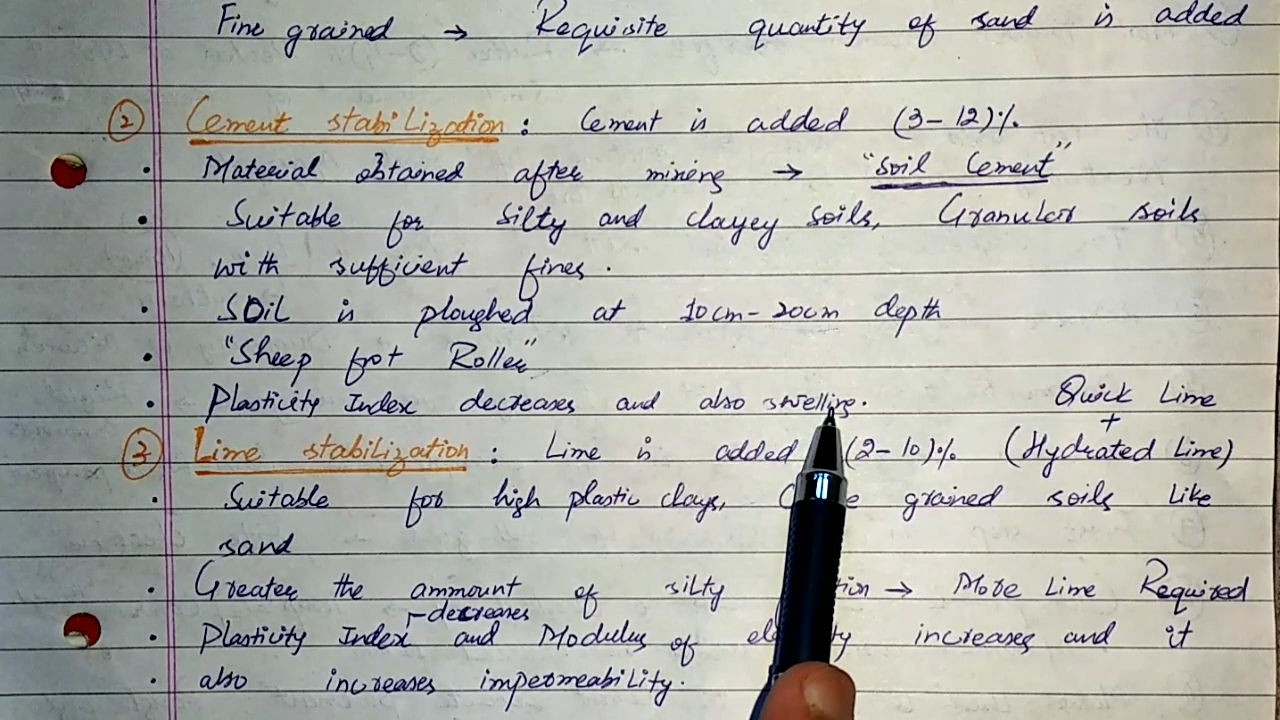 Fine grained → Requisite quantity of sand is added
② Cement stabilization : Cement is added (3-12)%
• Material obtained after mixing → "Soil Cement"
• Suitable for silty and clayey soils, Granular soils
with sufficient fines.
• Soil is ploughed at 10cm-20cm depth
• "Sheep foot Roller"
• Plasticity Index decreases and also swelling.
Quick Lime
+
③ Lime stabilization : Lime is added (2-10)% (Hydrated Lime)
• Suitable for high plastic clays, grained soils like
sand
• Greater the ammount of silty → More Lime Required
decreases
• Plasticity Index and Modulus of increases and it
• also increases impermeability.